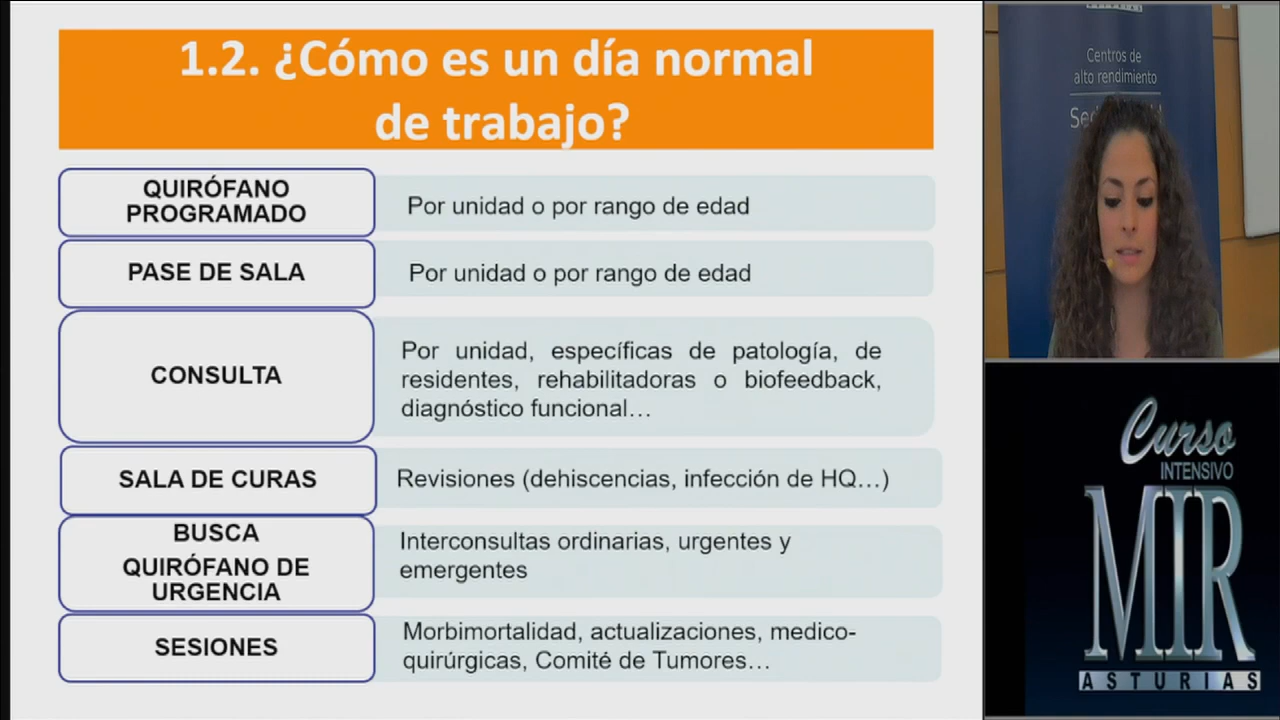 1.2. ¿Cómo es un día normal
de trabajo?
QUIRÓFANO
PROGRAMADO
Por unidad o por rango de edad
PASE DE SALA
Por unidad o por rango de edad
CONSULTA
Por unidad, específicas de patología, de
residentes, rehabilitadoras o biofeedback,
diagnóstico funcional…
SALA DE CURAS
Revisiones (dehiscencias, infección de HQ…)
BUSCA
QUIRÓFANO DE
URGENCIA
Interconsultas ordinarias, urgentes y
emergentes
SESIONES
Morbimortalidad, actualizaciones, medico-
quirúrgicas, Comité de Tumores…
Centros de
alto rendimiento
Curso
INTENSIVO
MIR
ASTURIAS